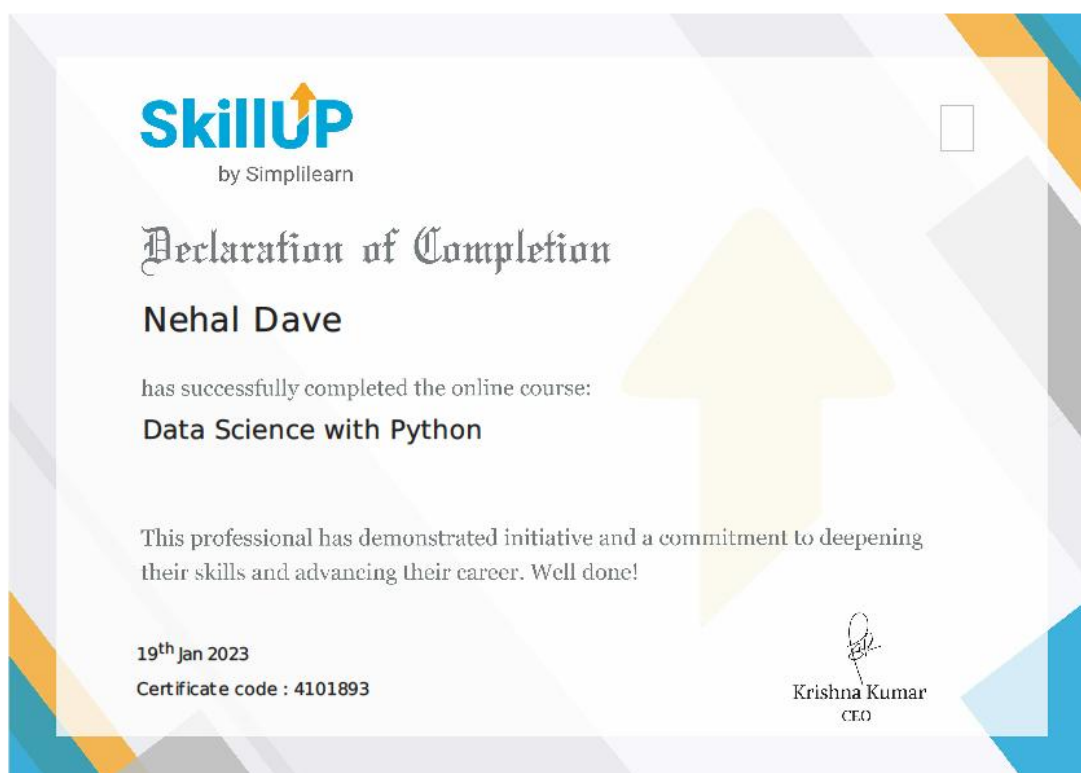 SkillUP
by Simplilearn
Declaration of Completion
Nehal Dave
has successfully completed the online course:
Data Science with Python
This professional has demonstrated initiative and a commitment to deepening
their skills and advancing their career. Well done!
19th Jan 2023
Certificate code : 4101893
Krishna Kumar
CEO